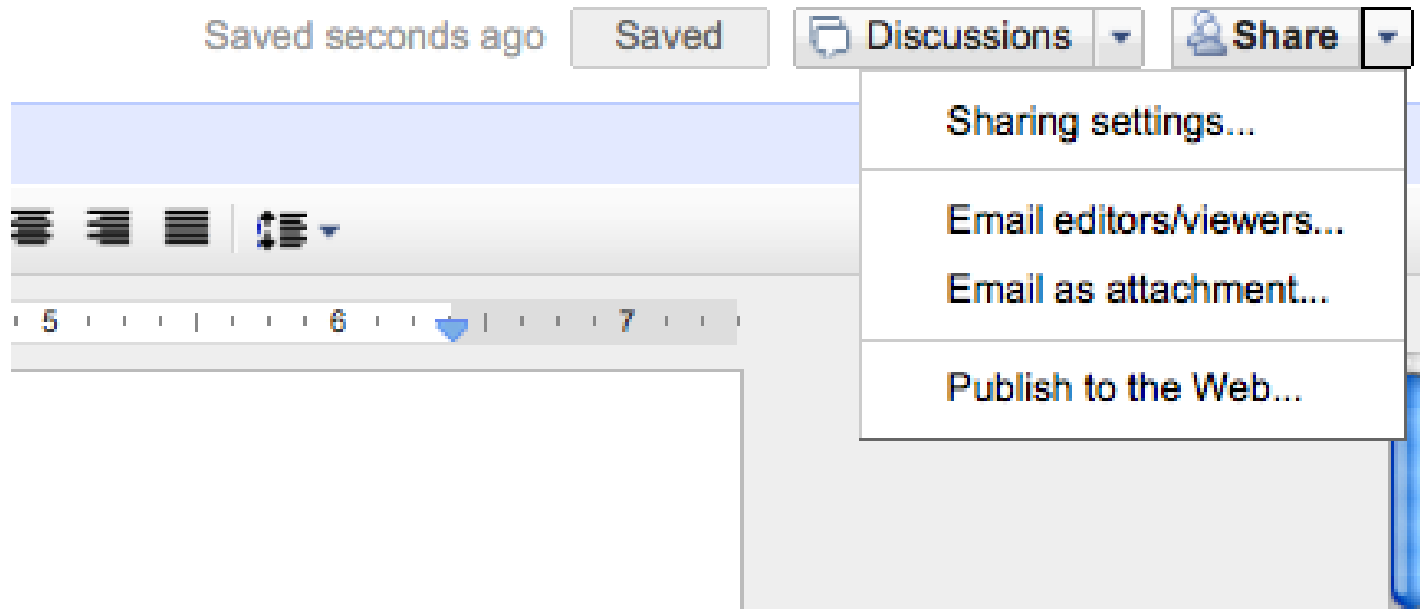 Saved seconds ago Saved Discussions Share
Sharing settings...
Email editors/viewers...
Email as attachment...
Publish to the Web...
5 6 7